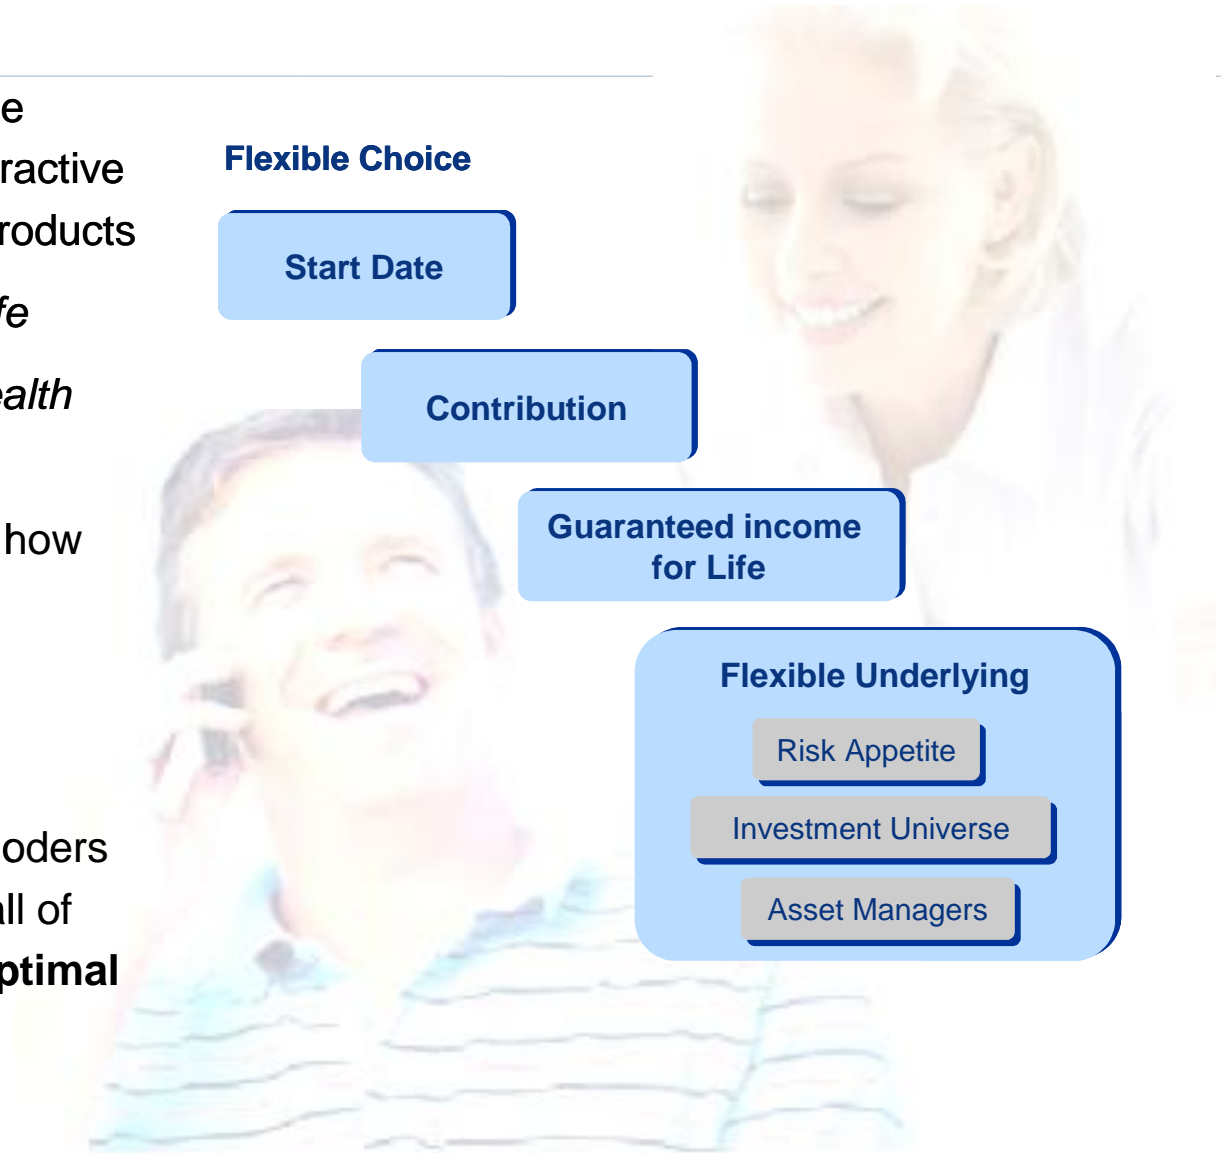 e
ractive
roducts
fe
ealth
how
oders
all of
ptimal
Flexible Choice
Start Date
Contribution
Guaranteed income
for Life
Flexible Underlying
Risk Appetite
Investment Universe
Asset Managers